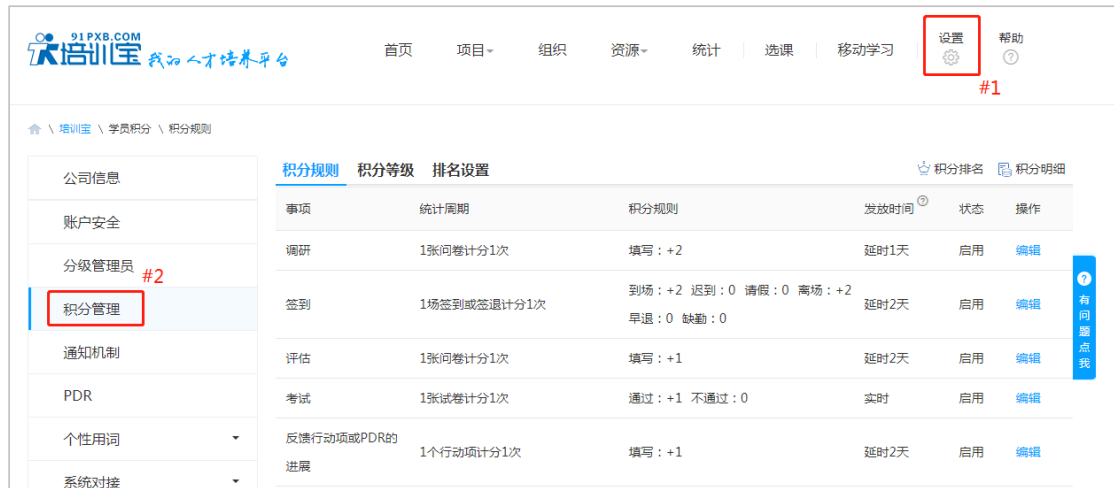 91PXB.COM
培训宝 我的人才培养平台
首页 项目 组织 资源 统计 选课 移动学习 设置 帮助
#1
\ 培训宝 \ 学员积分 \ 积分规则
公司信息
账户安全
分级管理员
#2
积分管理
通知机制
PDR
个性用词
系统对接
积分规则 积分等级 排名设置 积分排名 积分明细
事项 统计周期 积分规则 发放时间 状态 操作
调研 1张问卷计分1次 填写：+2 延时1天 启用 编辑
签到 1场签到或签退计分1次 到场：+2 迟到：0 请假：0 离场：+2
早退：0 缺勤：0 延时2天 启用 编辑
评估 1张问卷计分1次 填写：+1 延时2天 启用 编辑
考试 1张试卷计分1次 通过：+1 不通过：0 实时 启用 编辑
反馈行动项或PDR的
进展 1个行动项计分1次 填写：+1 延时2天 启用 编辑
有问题点我